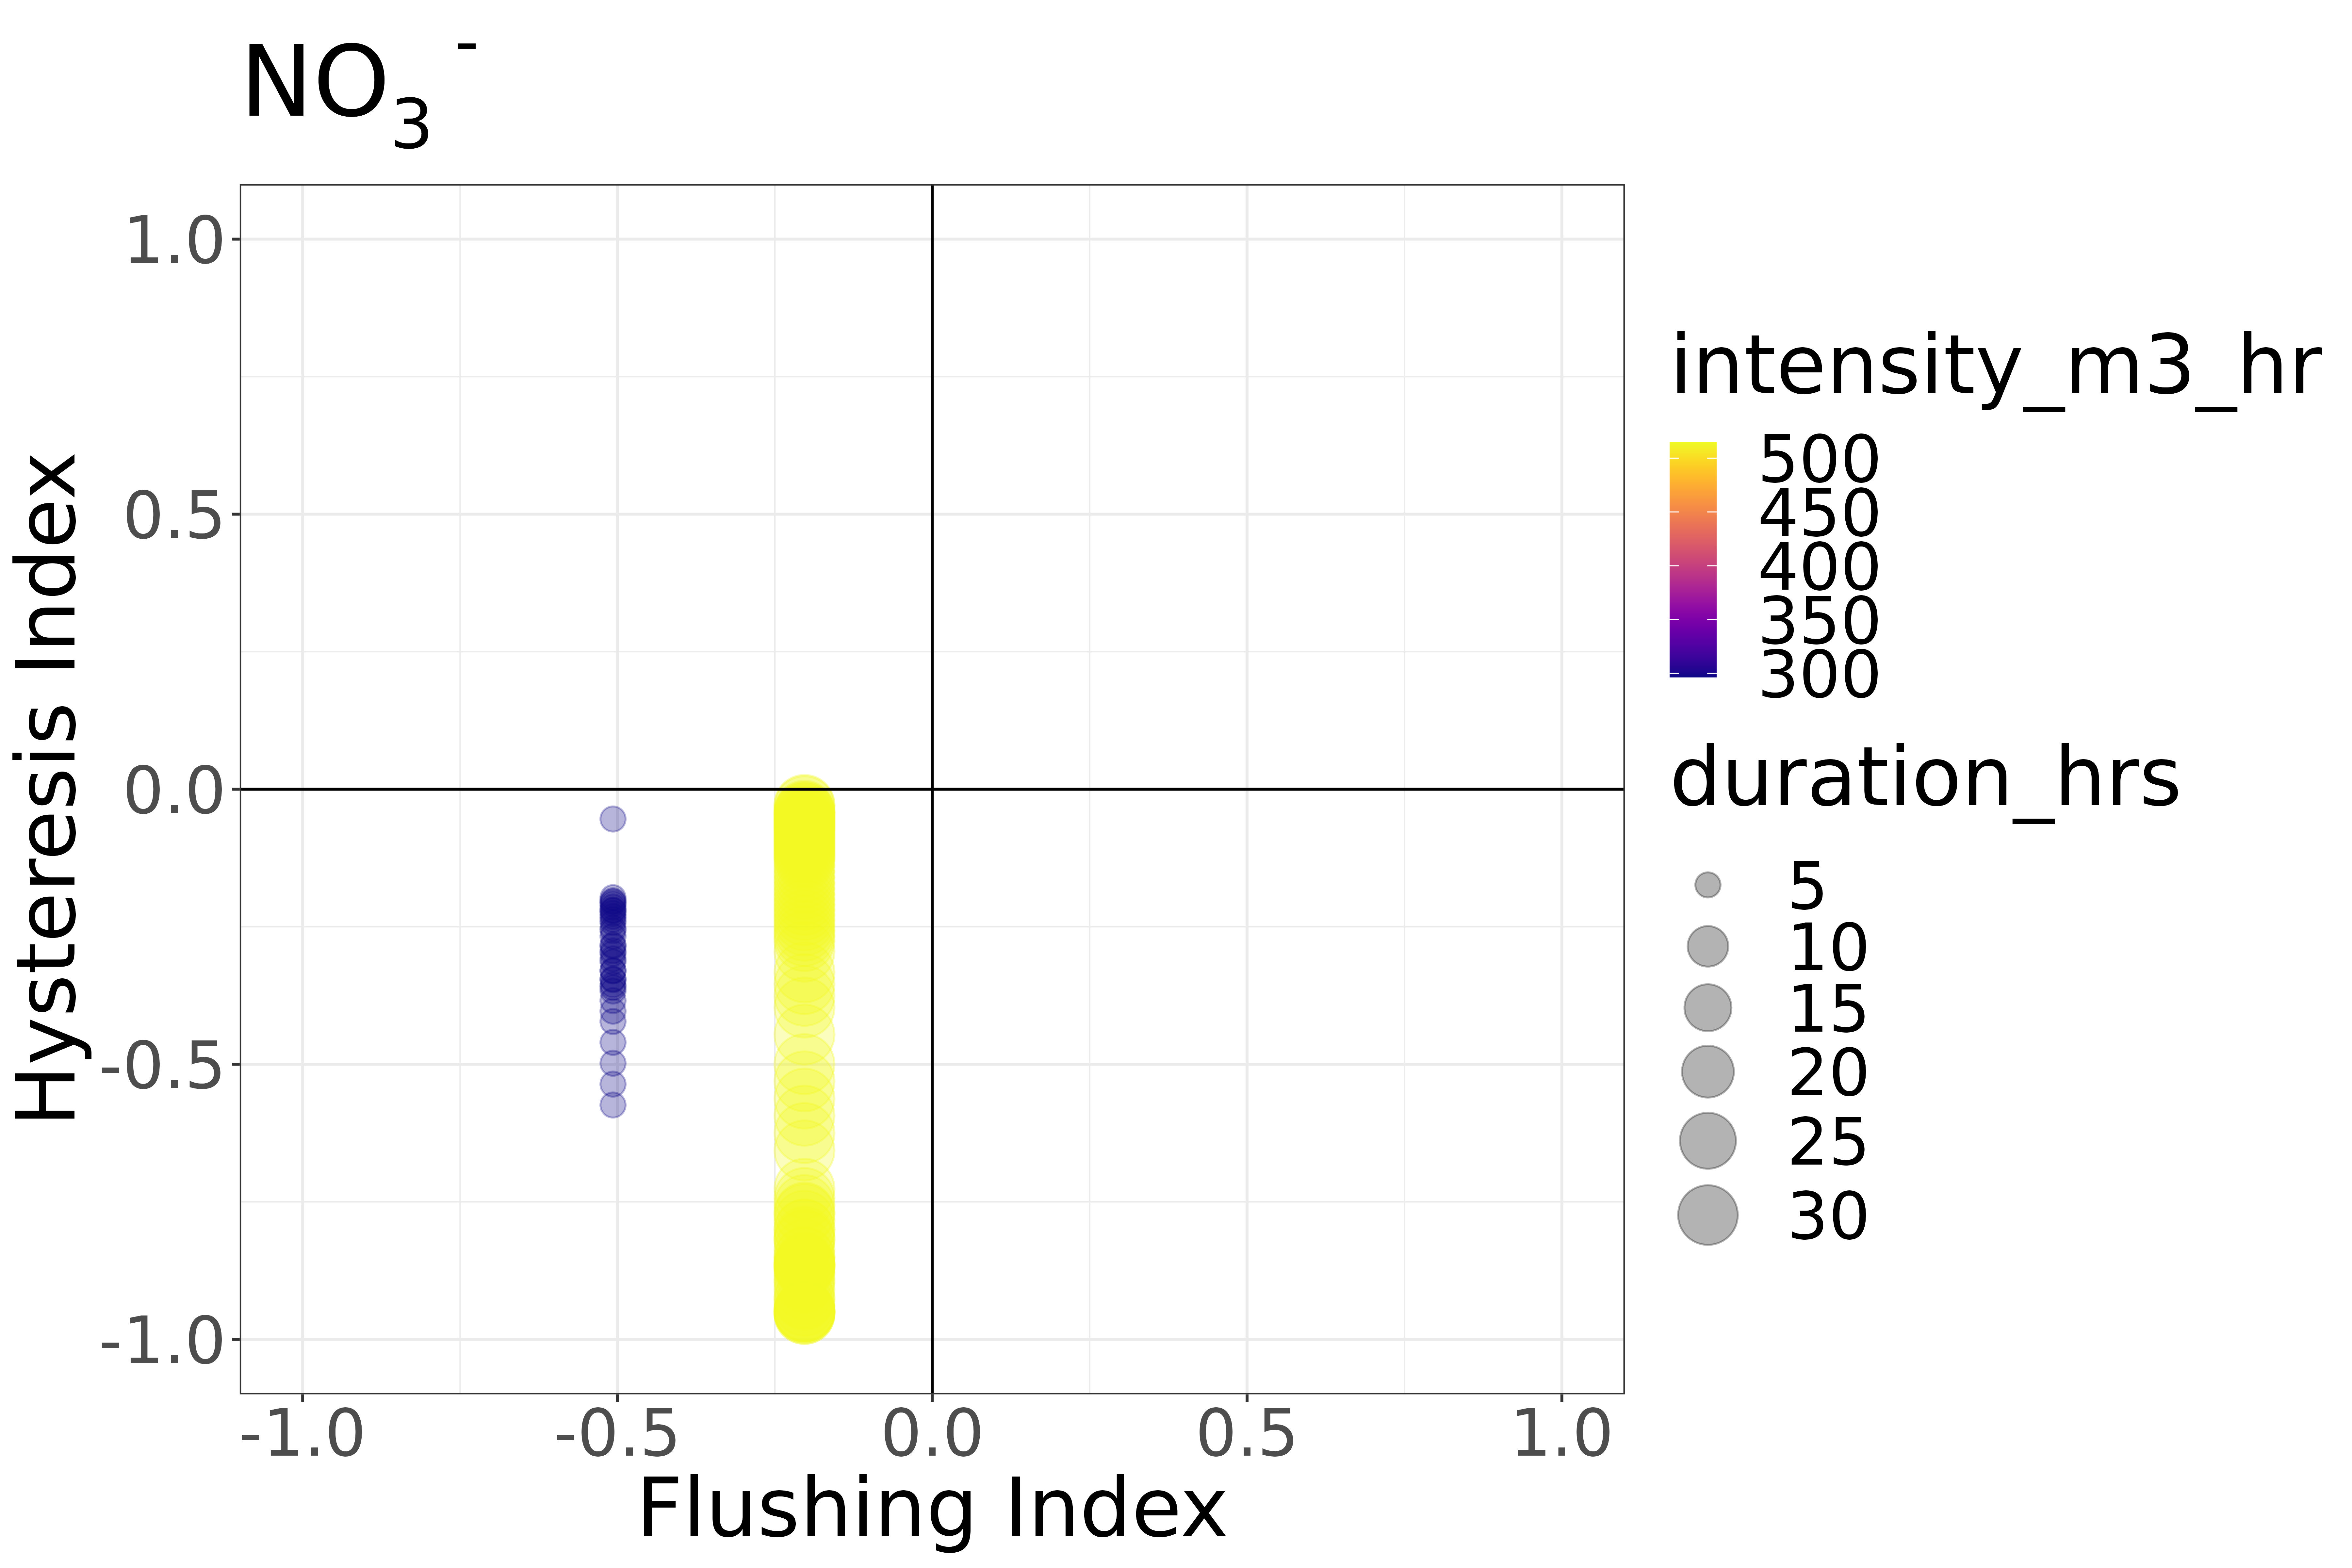 NO₃⁻
1.0
0.5
0.0
-0.5
-1.0
Hysteresis Index
-1.0 -0.5 0.0 0.5 1.0
Flushing Index
intensity_m3_hr
500
450
400
350
300
duration_hrs
5
10
15
20
25
30